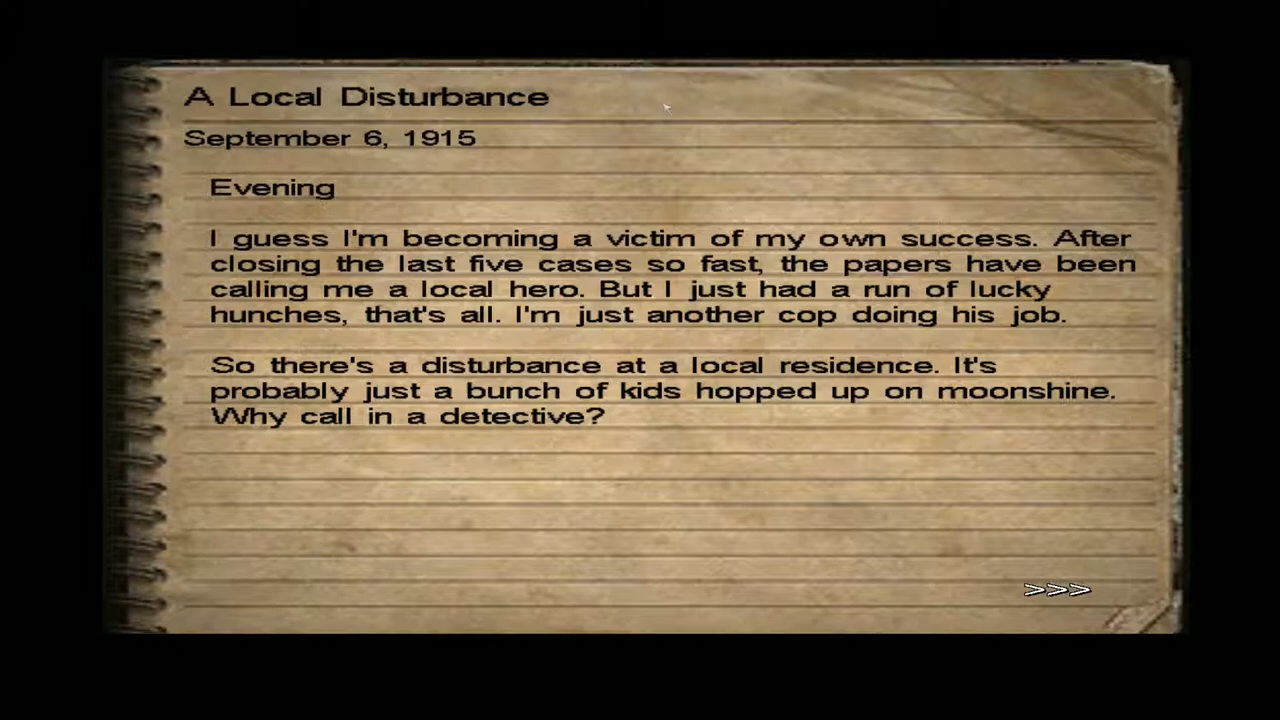 A Local Disturbance
September 6, 1915
Evening
I guess I'm becoming a victim of my own success. After
closing the last five cases so fast, the papers have been
calling me a local hero. But I just had a run of lucky
hunches, that's all. I'm just another cop doing his job.
So there's a disturbance at a local residence. It's
probably just a bunch of kids hopped up on moonshine.
Why call in a detective?
>>>